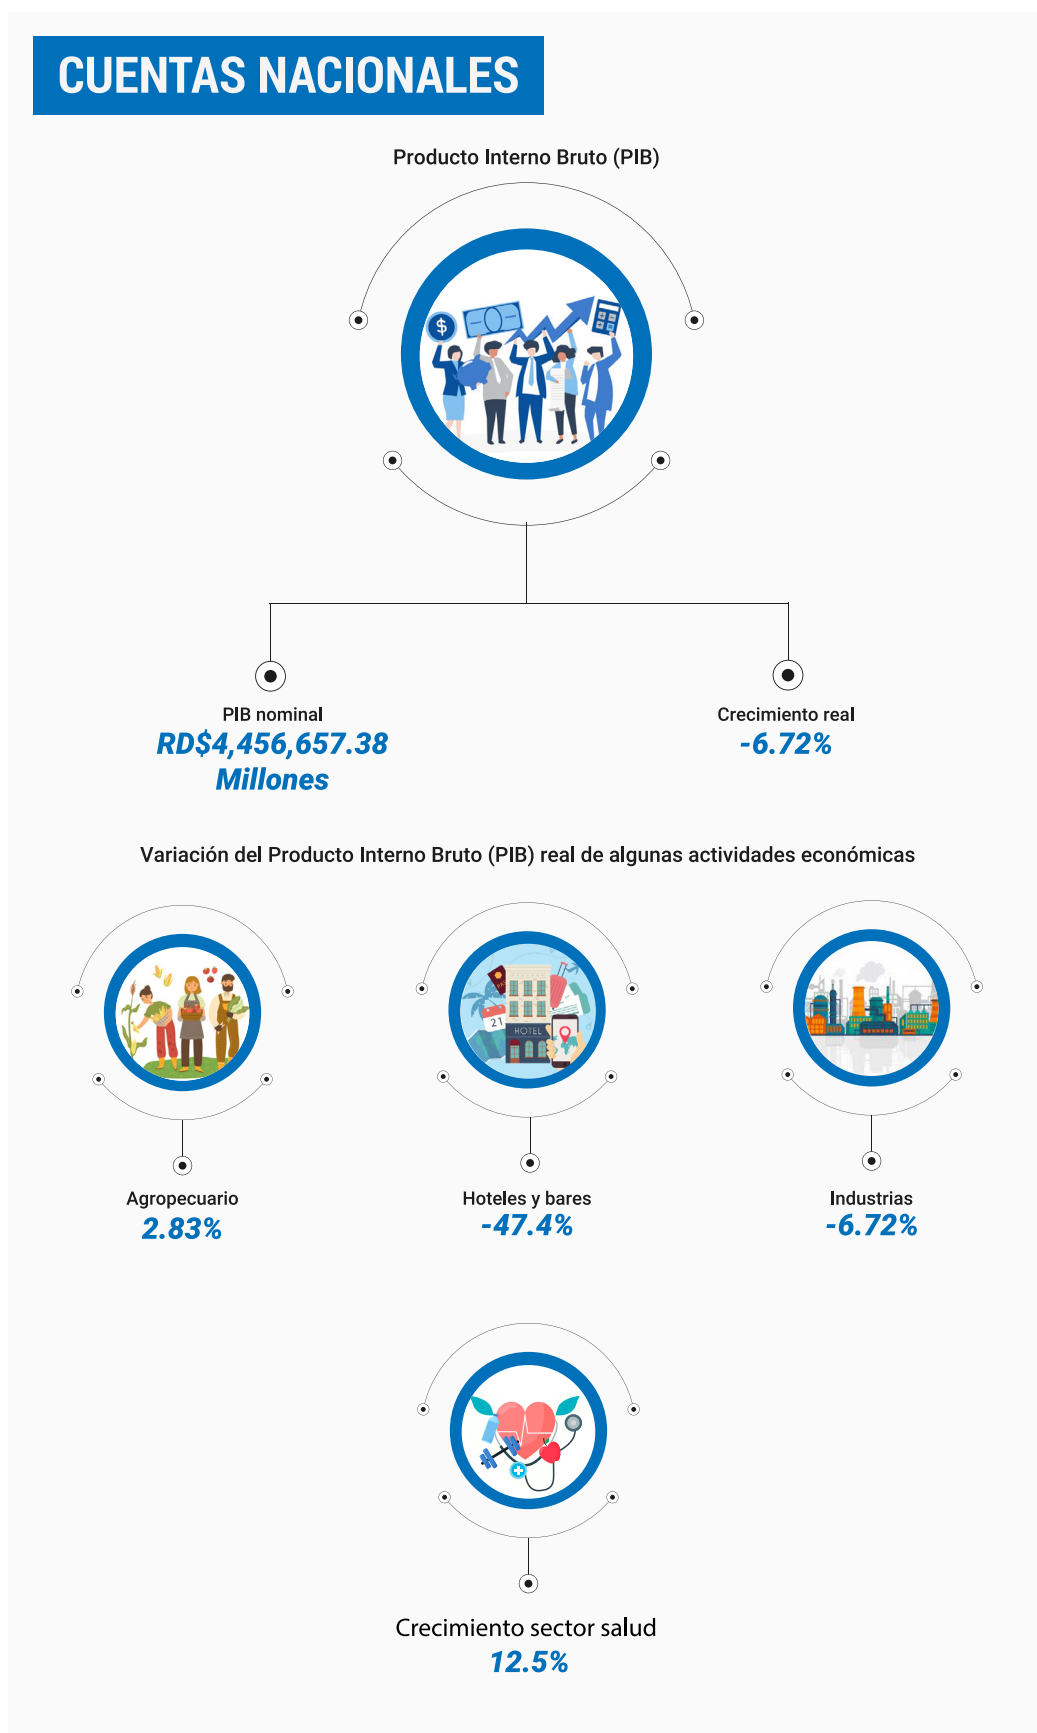 CUENTAS NACIONALES
Producto Interno Bruto (PIB)
$
PIB nominal
RD$4,456,657.38
Millones
Crecimiento real
-6.72%
Variación del Producto Interno Bruto (PIB) real de algunas actividades económicas
21
HOTEL
Agropecuario
2.83%
Hoteles y bares
-47.4%
Industrias
-6.72%
Crecimiento sector salud
12.5%